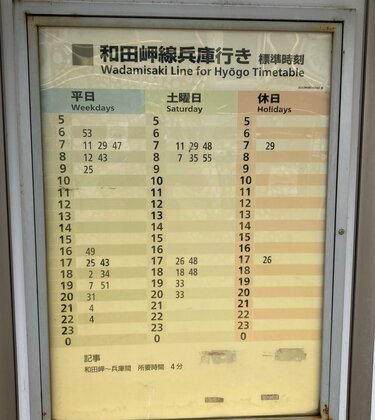 和田岬線兵庫行き 標準時刻
Wadamisaki Line for Hyōgo Timetable
平日 土曜日 休日
Weekdays Saturday Holidays
5 5 5
6 53 6 6
7 11 29 47 7 11 29 48 7 29
8 12 43 8 7 35 55 8
9 25 9 9
10 10 10
11 11 11
12 12 12
13 13 13
14 14 14
15 15 15
16 49 16 16
17 25 43 17 26 48 17 26
18 2 34 18 18 48 18
19 7 51 19 33 19
20 31 20 33 20
21 4 21 21
22 4 22 22
23 23 23
0 0 0
記事
和田岬～兵庫間 所要時間 4分